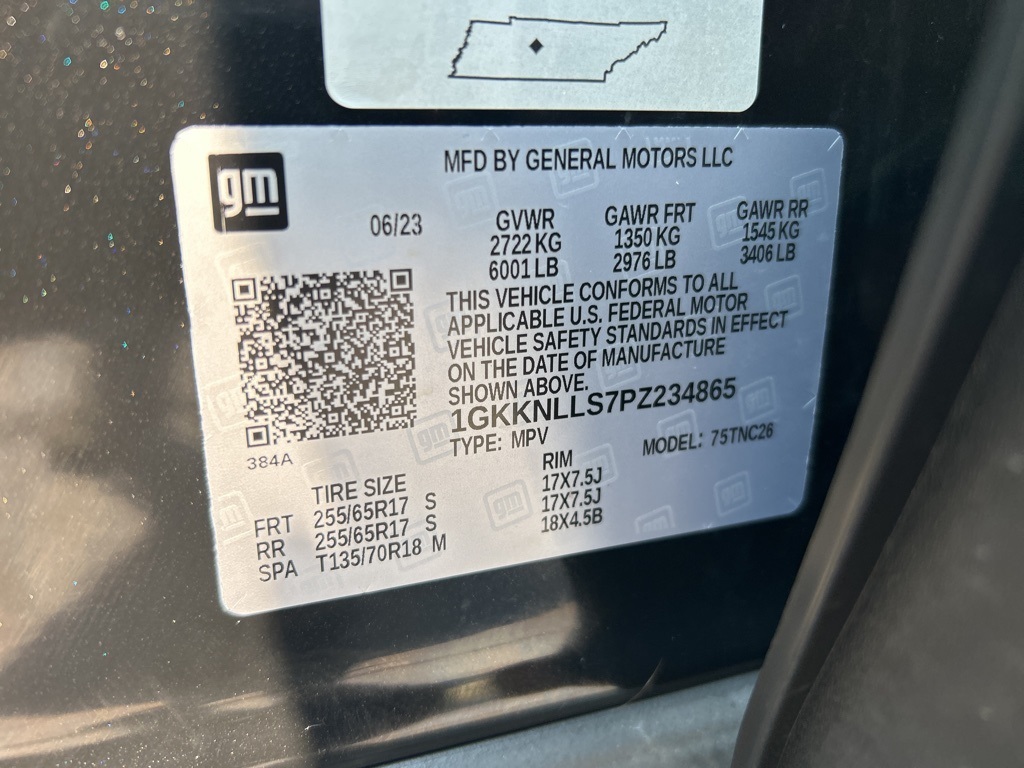 gm
MFD BY GENERAL MOTORS LLC
06/23
GVWR GAWR FRT GAWR RR
2722 KG 1350 KG 1545 KG
6001 LB 2976 LB 3406 LB
THIS VEHICLE CONFORMS TO ALL
APPLICABLE U.S. FEDERAL MOTOR
VEHICLE SAFETY STANDARDS IN EFFECT
ON THE DATE OF MANUFACTURE
SHOWN ABOVE.
1GKKNLLS7PZ234865
TYPE: MPV MODEL: 75TNC26
384A
TIRE SIZE RIM
FRT 255/65R17 S 17X7.5J
RR 255/65R17 S 17X7.5J
SPA T135/70R18 M 18X4.5B